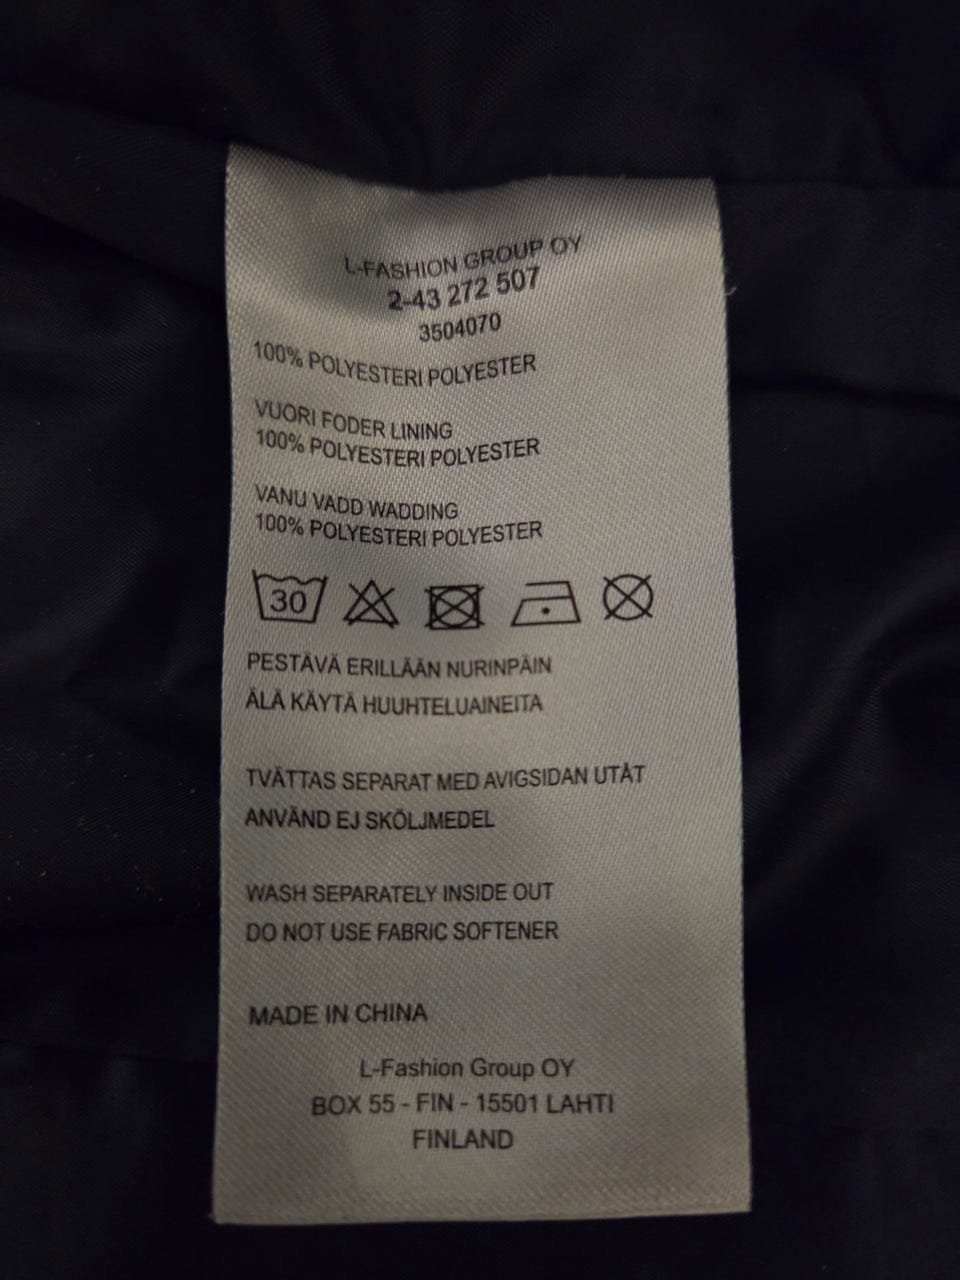 L-FASHION GROUP OY
2-43 272 507
3504070
100% POLYESTERI POLYESTER
VUORI FODER LINING
100% POLYESTERI POLYESTER
VANU VADD WADDING
100% POLYESTERI POLYESTER
30
PESTÄVÄ ERILLÄÄN NURINPÄIN
ÄLÄ KÄYTÄ HUUHTELUAINEITA
TVÄTTAS SEPARAT MED AVIGSIDAN UTÅT
ANVÄND EJ SKÖLJMEDEL
WASH SEPARATELY INSIDE OUT
DO NOT USE FABRIC SOFTENER
MADE IN CHINA
L-Fashion Group OY
BOX 55 - FIN - 15501 LAHTI
FINLAND